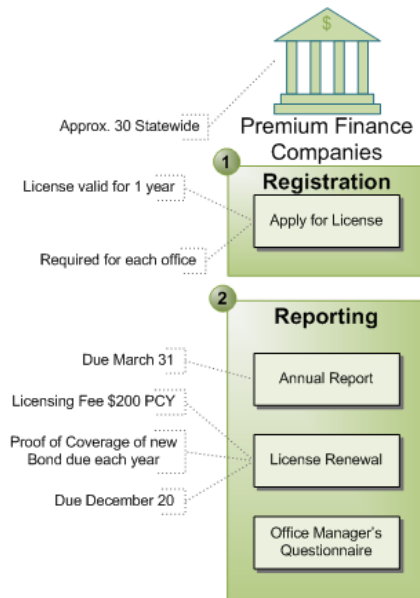 $
Approx. 30 Statewide
Premium Finance
Companies
1
Registration
License valid for 1 year
Apply for License
Required for each office
2
Reporting
Due March 31
Annual Report
Licensing Fee $200 PCY
Proof of Coverage of new
Bond due each year
License Renewal
Due December 20
Office Manager's
Questionnaire